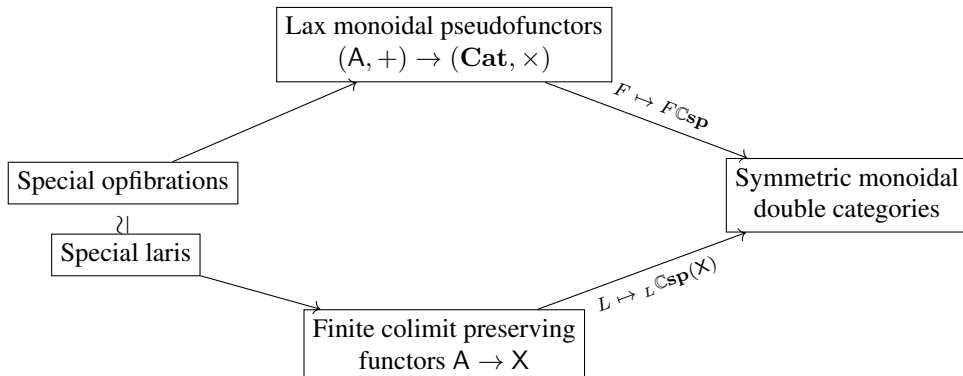 Lax monoidal pseudofunctors
(A, +) → (Cat, ×)
F ↦ Fℂsp
Special opfibrations
≃
Special laris
Symmetric monoidal
double categories
L ↦ ₗℂsp(X)
Finite colimit preserving
functors A → X